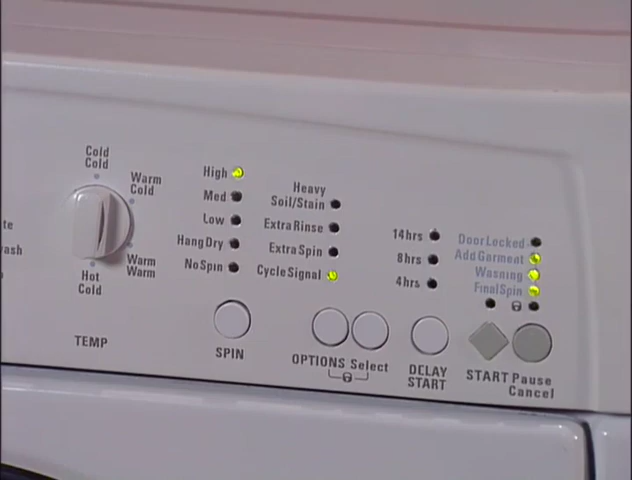 Cold
Cold
Warm
Cold
Warm
Warm
Hot
Cold
TEMP
High
Med
Low
Hang Dry
No Spin
SPIN
Heavy
Soil/Stain
Extra Rinse
Extra Spin
Cycle Signal
OPTIONS Select
14hrs
8hrs
4hrs
DELAY
START
Door Locked
Add Garment
Washing
Final Spin
START Pause
Cancel